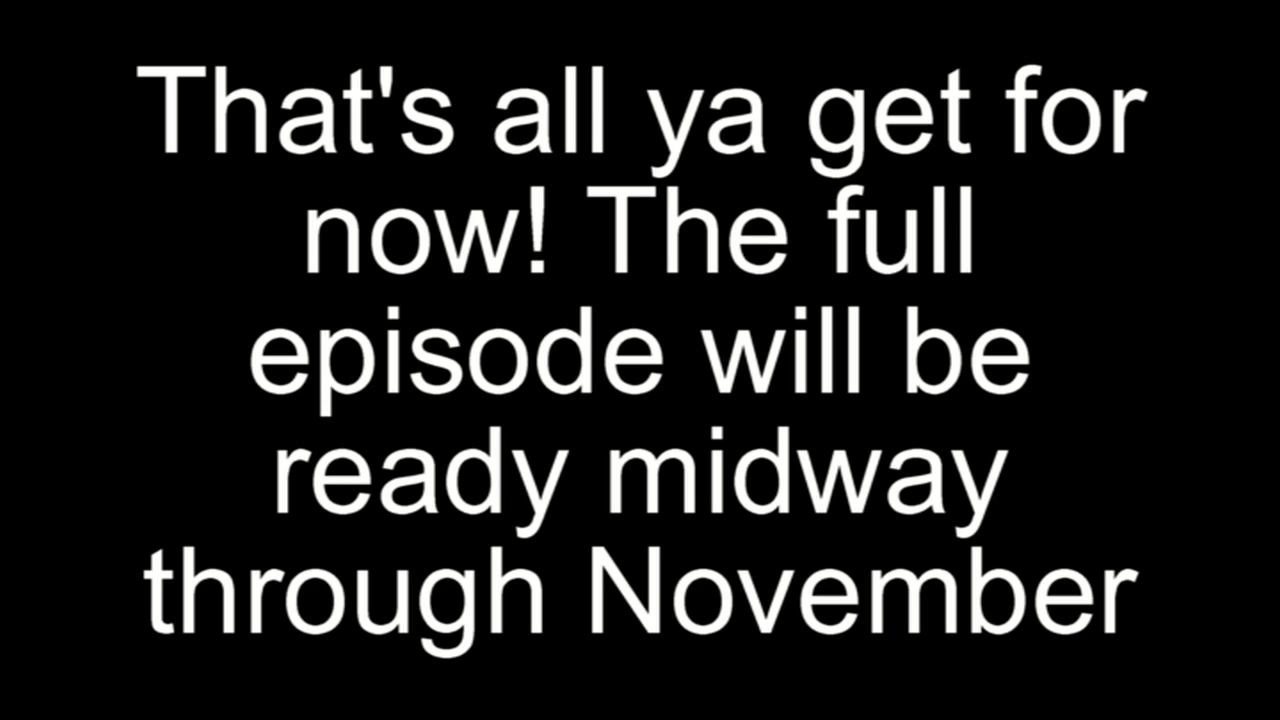 That's all ya get for
now! The full
episode will be
ready midway
through November